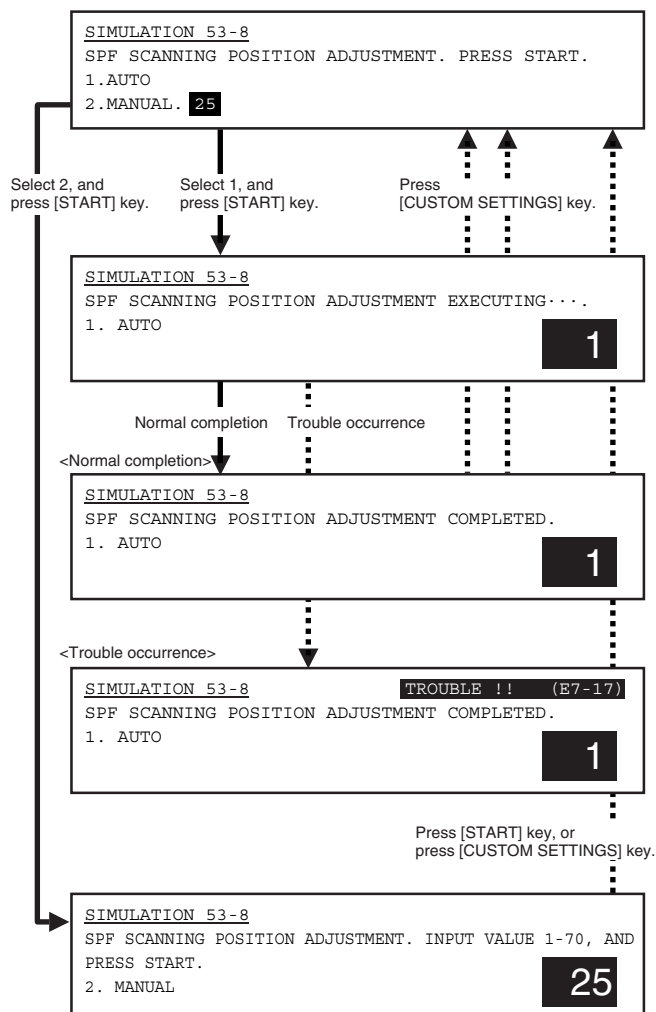 SIMULATION 53-8
SPF SCANNING POSITION ADJUSTMENT. PRESS START.
1.AUTO
2.MANUAL. 25
Select 2, and
press [START] key.
Select 1, and
press [START] key.
Press
[CUSTOM SETTINGS] key.
SIMULATION 53-8
SPF SCANNING POSITION ADJUSTMENT EXECUTING···.
1. AUTO
1
Normal completion
Trouble occurrence
<Normal completion>
SIMULATION 53-8
SPF SCANNING POSITION ADJUSTMENT COMPLETED.
1. AUTO
1
<Trouble occurrence>
SIMULATION 53-8 TROUBLE !! (E7-17)
SPF SCANNING POSITION ADJUSTMENT COMPLETED.
1. AUTO
1
Press [START] key, or
press [CUSTOM SETTINGS] key.
SIMULATION 53-8
SPF SCANNING POSITION ADJUSTMENT. INPUT VALUE 1-70, AND
PRESS START.
2. MANUAL
25